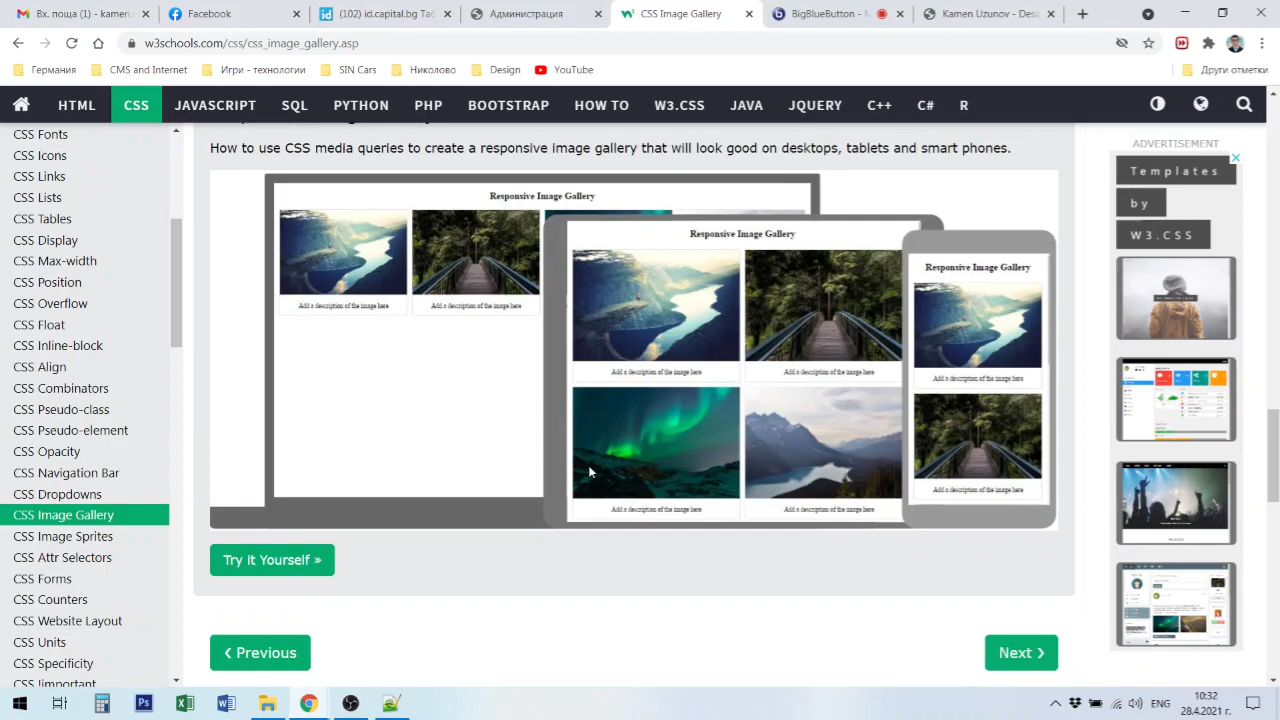 Вх. поща (1) - kamen.u
Facebook
(102) id.capital.bg Таб
Администрация
CSS Image Gallery
BigBlueButton -
Kamen Uzunov - Desi
w3schools.com/css/css_image_gallery.asp
Германия
CMS and Internet
Игри - технологии
SIN Cars
Николово
Design
YouTube
Други отметки
HTML
CSS
JAVASCRIPT
SQL
PYTHON
PHP
BOOTSTRAP
HOW TO
W3.CSS
JAVA
JQUERY
C++
C#
R
CSS Fonts
CSS Icons
CSS Links
CSS Lists
CSS Tables
CSS Display
CSS Max-width
CSS Position
CSS Overflow
CSS Float
CSS Inline-block
CSS Align
CSS Combinators
CSS Pseudo-class
CSS Pseudo-element
CSS Opacity
CSS Navigation Bar
CSS Dropdowns
CSS Image Gallery
CSS Image Sprites
CSS Attr Selectors
CSS Forms
CSS Counters
CSS Website Layout
CSS Units
CSS Specificity
CSS !important
How to use CSS media queries to create a responsive image gallery that will look good on desktops, tablets and smart phones.
Responsive Image Gallery
Add a description of the image here
Add a description of the image here
Responsive Image Gallery
Add a description of the image here
Add a description of the image here
Add a description of the image here
Add a description of the image here
Responsive Image Gallery
Add a description of the image here
Add a description of the image here
Try it Yourself »
❮ Previous
Next ❯
ADVERTISEMENT
Templates
by
W3.CSS
ENG
10:32
28.4.2021 г.